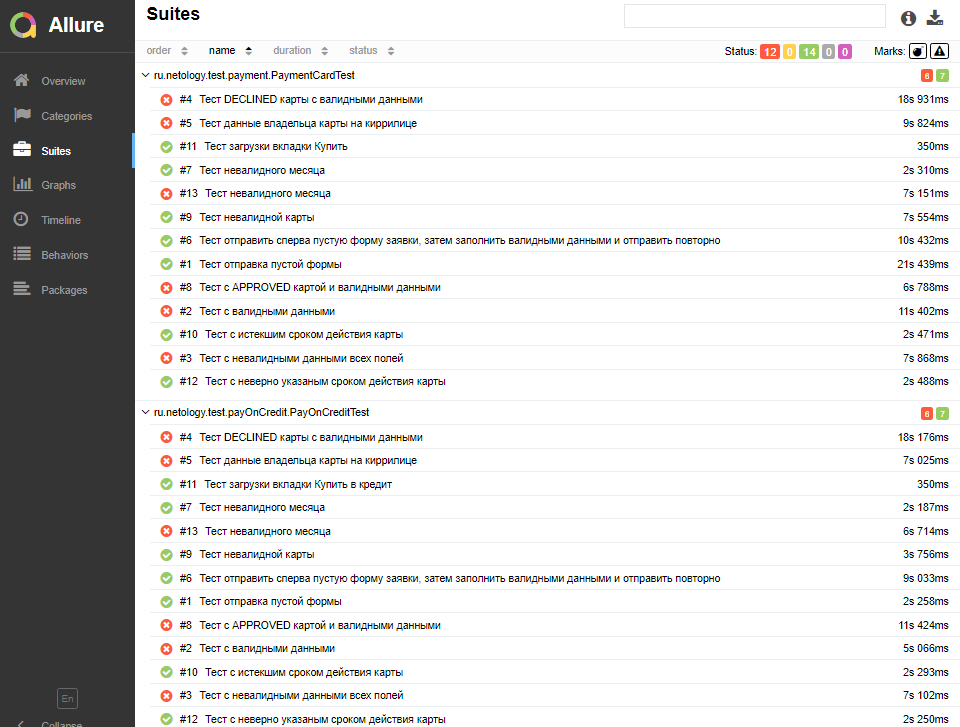 Allure
Overview
Categories
Suites
Graphs
Timeline
Behaviors
Packages
En
Collapse
Suites
order name duration status Status: 12 0 14 0 0 Marks:
ru.netology.test.payment.PaymentCardTest 6 7
#4 Тест DECLINED карты с валидными данными 18s 931ms
#5 Тест данные владельца карты на кириллице 9s 824ms
#11 Тест загрузки вкладки Купить 350ms
#7 Тест невалидного месяца 2s 310ms
#13 Тест невалидного месяца 7s 151ms
#9 Тест невалидной карты 7s 554ms
#6 Тест отправить сперва пустую форму заявки, затем заполнить валидными данными и отправить повторно 10s 432ms
#1 Тест отправка пустой формы 21s 439ms
#8 Тест с APPROVED картой и валидными данными 6s 788ms
#2 Тест с валидными данными 11s 402ms
#10 Тест с истекшим сроком действия карты 2s 471ms
#3 Тест с невалидными данными всех полей 7s 868ms
#12 Тест с неверно указаным сроком действия карты 2s 488ms
ru.netology.test.payOnCredit.PayOnCreditTest 6 7
#4 Тест DECLINED карты с валидными данными 18s 176ms
#5 Тест данные владельца карты на кириллице 7s 025ms
#11 Тест загрузки вкладки Купить в кредит 350ms
#7 Тест невалидного месяца 2s 187ms
#13 Тест невалидного месяца 6s 714ms
#9 Тест невалидной карты 3s 756ms
#6 Тест отправить сперва пустую форму заявки, затем заполнить валидными данными и отправить повторно 9s 033ms
#1 Тест отправка пустой формы 2s 258ms
#8 Тест с APPROVED картой и валидными данными 11s 424ms
#2 Тест с валидными данными 5s 066ms
#10 Тест с истекшим сроком действия карты 2s 293ms
#3 Тест с невалидными данными всех полей 7s 102ms
#12 Тест с неверно указаным сроком действия карты 2s 250ms